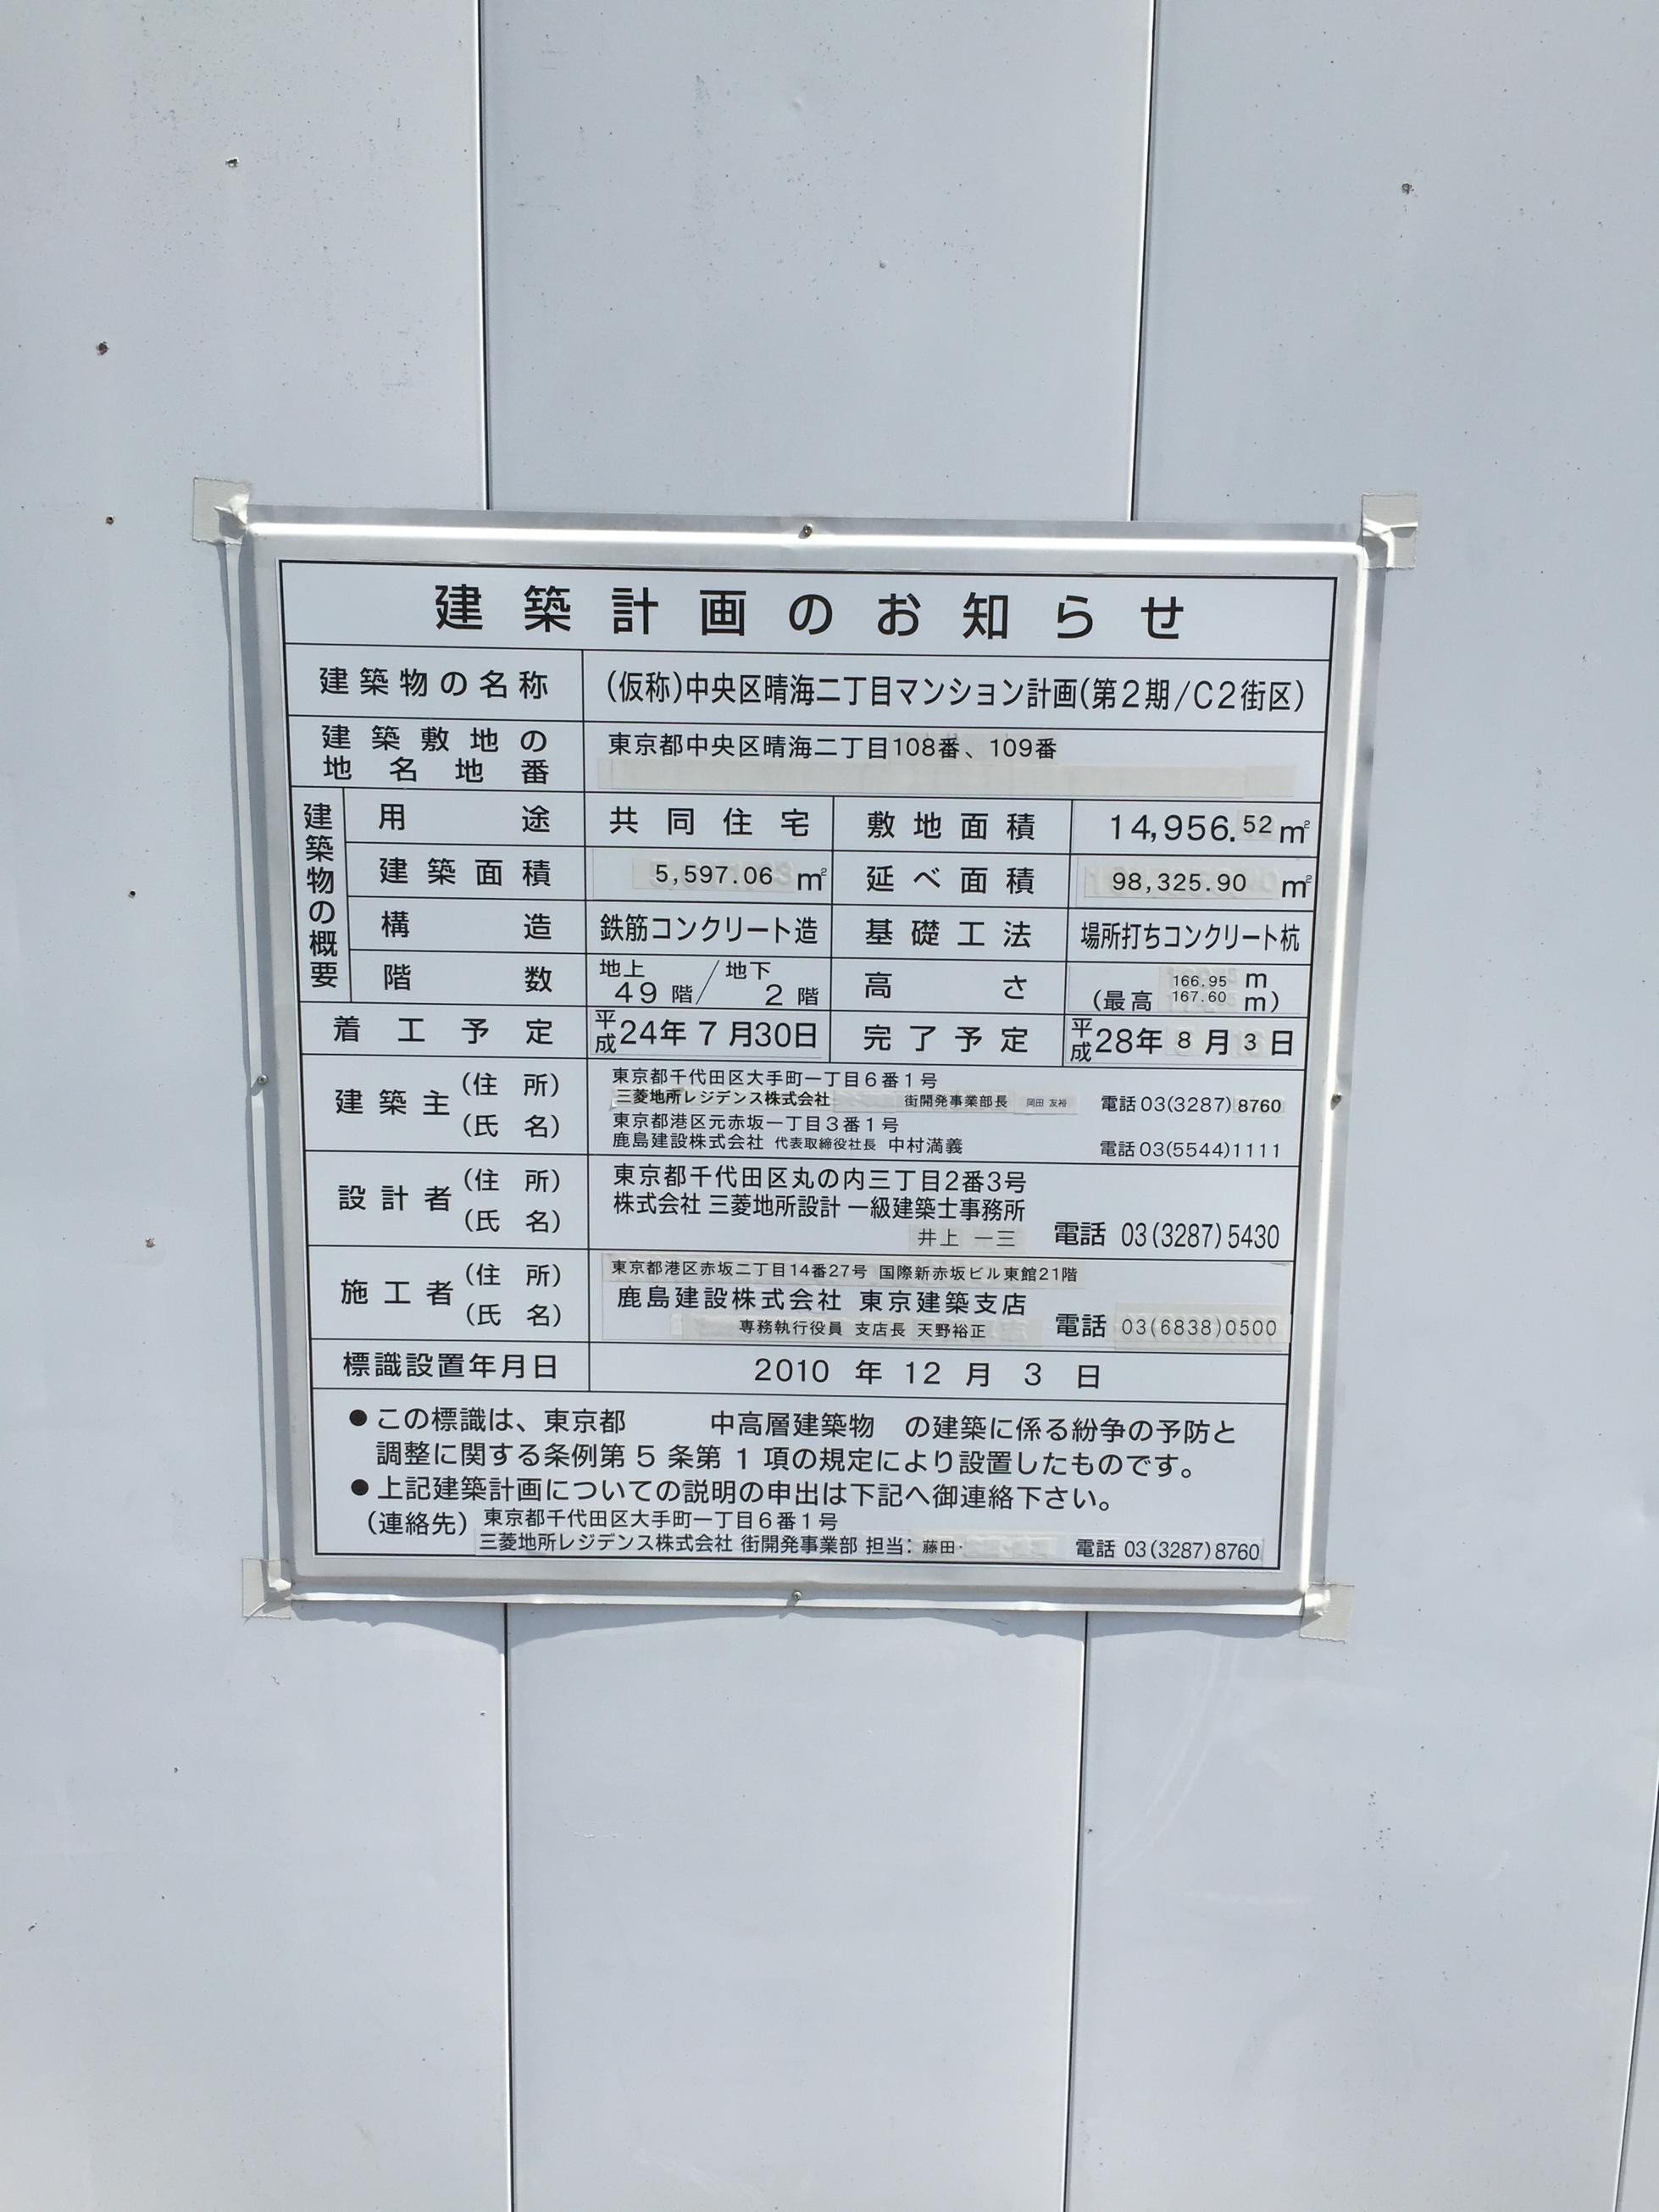 建築計画のお知らせ
建築物の名称 (仮称)中央区晴海二丁目マンション計画(第2期/C2街区)
建築敷地の地名地番 東京都中央区晴海二丁目108番、109番
建築物の概要
用途 共同住宅 敷地面積 14,956.52㎡
建築面積 5,597.06㎡ 延べ面積 98,325.90㎡
構造 鉄筋コンクリート造 基礎工法 場所打ちコンクリート杭
階数 地上49階/地下2階 高さ 166.95m
(最高167.60m)
着工予定 平成24年7月30日 完了予定 平成28年8月3日
建築主(住所)(氏名)
東京都千代田区大手町一丁目6番1号
三菱地所レジデンス株式会社 街開発事業部長 岡田 友裕 電話03(3287)8760
東京都港区元赤坂一丁目3番1号
鹿島建設株式会社 代表取締役社長 中村満義 電話03(5544)1111
設計者(住所)(氏名)
東京都千代田区丸の内三丁目2番3号
株式会社 三菱地所設計 一級建築士事務所
井上 一三 電話 03(3287)5430
施工者(住所)(氏名)
東京都港区赤坂二丁目14番27号 国際新赤坂ビル東館21階
鹿島建設株式会社 東京建築支店
専務執行役員 支店長 天野裕正 電話 03(6838)0500
標識設置年月日 2010年12月3日
●この標識は、東京都 中高層建築物 の建築に係る紛争の予防と
調整に関する条例第5条第1項の規定により設置したものです。
●上記建築計画についての説明の申出は下記へ御連絡下さい。
(連絡先) 東京都千代田区大手町一丁目6番1号
三菱地所レジデンス株式会社 街開発事業部 担当:藤田・ 電話 03(3287)8760